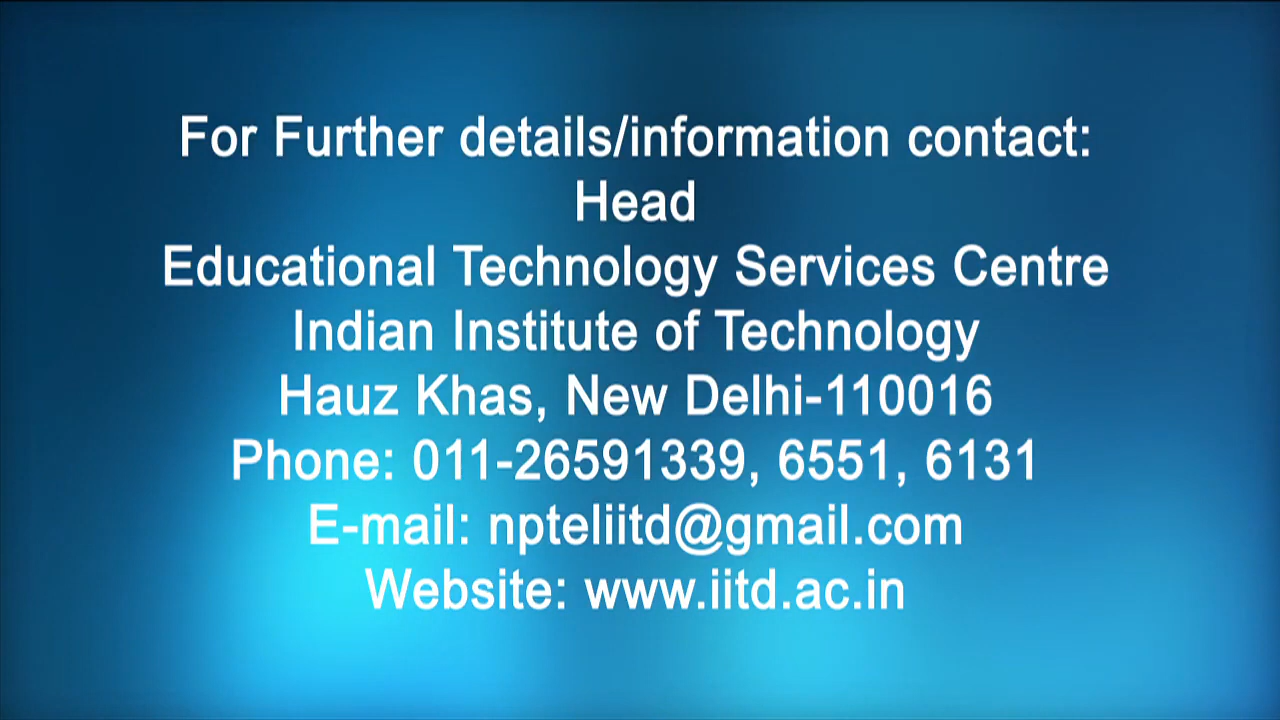 For Further details/information contact:
Head
Educational Technology Services Centre
Indian Institute of Technology
Hauz Khas, New Delhi-110016
Phone: 011-26591339, 6551, 6131
E-mail: npteliitd@gmail.com
Website: www.iitd.ac.in